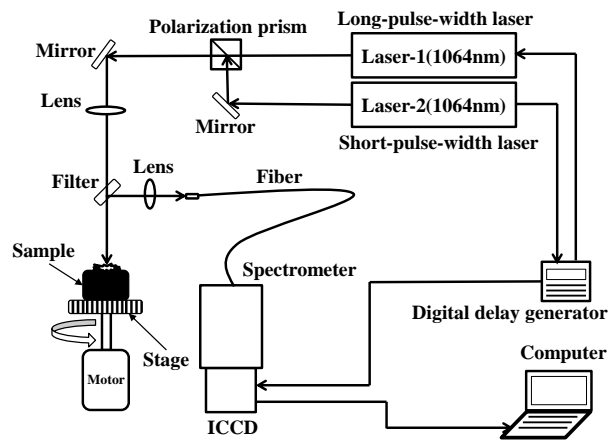 Polarization prism
Long-pulse-width laser
Mirror
Laser-1(1064nm)
Lens
Laser-2(1064nm)
Mirror
Short-pulse-width laser
Lens
Filter
Fiber
Sample
Spectrometer
Digital delay generator
Stage
Computer
Motor
ICCD